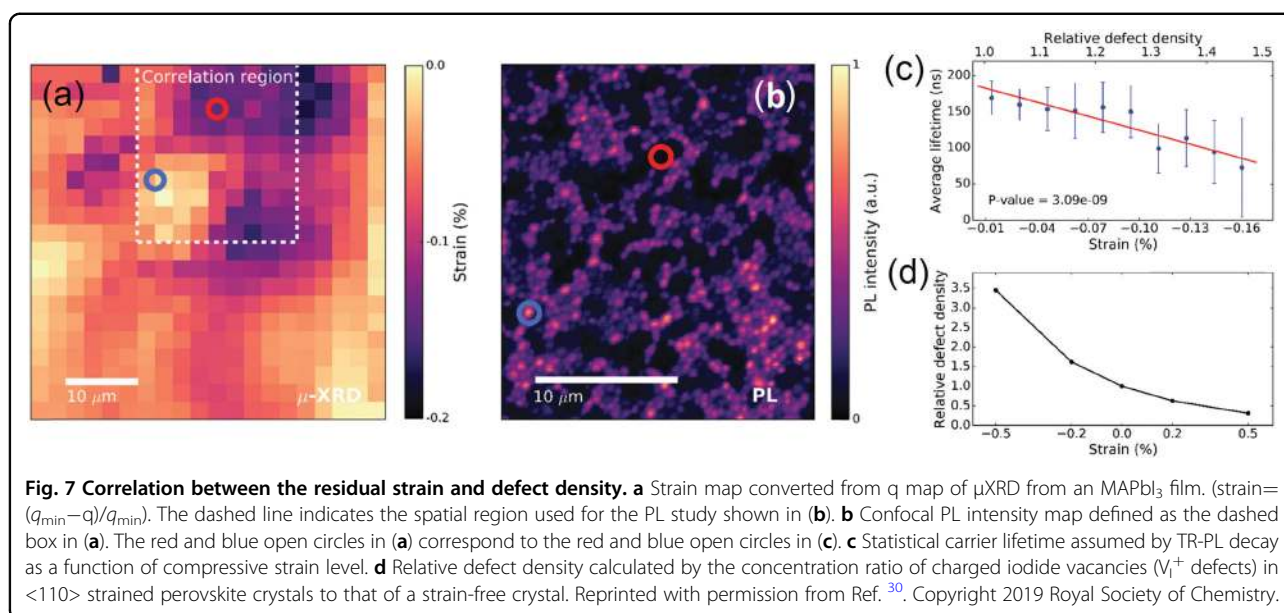 (a)
Correlation region
10 μm
μ-XRD
0.0
-0.1
-0.2
Strain (%)
(b)
10 μm
PL
1
0
PL intensity (a.u.)
(c)
Relative defect density
1.0 1.1 1.2 1.3 1.4 1.5
200
150
100
50
0
Average lifetime (ns)
P-value = 3.09e-09
−0.01 −0.04 −0.07 −0.10 −0.13 −0.16
Strain (%)
(d)
3.5
3.0
2.5
2.0
1.5
1.0
0.5
0.0
Relative defect density
−0.5 −0.2 0.0 0.2 0.5
Strain (%)
Fig. 7 Correlation between the residual strain and defect density. a Strain map converted from q map of μXRD from an MAPbI₃ film. (strain=
(qmin−q)/qmin). The dashed line indicates the spatial region used for the PL study shown in (b). b Confocal PL intensity map defined as the dashed
box in (a). The red and blue open circles in (a) correspond to the red and blue open circles in (c). c Statistical carrier lifetime assumed by TR-PL decay
as a function of compressive strain level. d Relative defect density calculated by the concentration ratio of charged iodide vacancies (VI⁺ defects) in
<110> strained perovskite crystals to that of a strain-free crystal. Reprinted with permission from Ref. ³⁰. Copyright 2019 Royal Society of Chemistry.